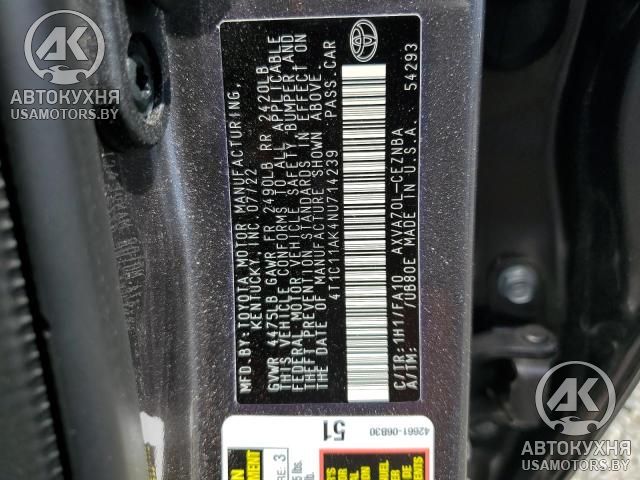 MFD.BY:TOYOTA MOTOR MANUFACTURING,
KENTUCKY, INC. 07/22
GVWR 4475LB GAWR FR 2490LB RR 2420LB
THIS VEHICLE CONFORMS TO ALL APPLICABLE
FEDERAL MOTOR VEHICLE SAFETY, BUMPER AND
THEFT PREVENTION STANDARDS IN EFFECT ON
THE DATE OF MANUFACTURE SHOWN ABOVE.
4T1C11AK4NU714239 PASS.CAR
C/TR:1H1/FA10 AXVA70L-CEZNBA
A/TM: /UB80E MADE IN U.S.A. 54293
51
42661-06B30
AK
АВТОКУХНЯ
USAMOTORS.BY
AK
АВТОКУХНЯ
USAMOTORS.BY